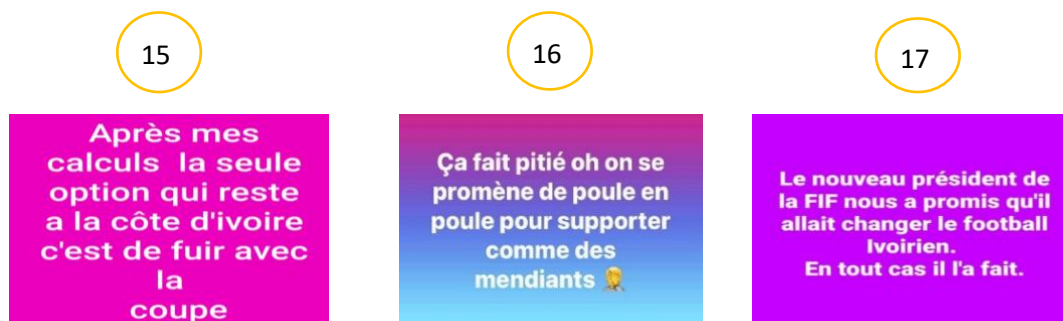 15
16
17
Après mes
calculs la seule
option qui reste
a la côte d'ivoire
c'est de fuir avec
la
coupe
Ça fait pitié oh on se
promène de poule en
poule pour supporter
comme des
mendiants 🤦
Le nouveau président de
la FIF nous a promis qu'il
allait changer le football
Ivoirien.
En tout cas il l'a fait.